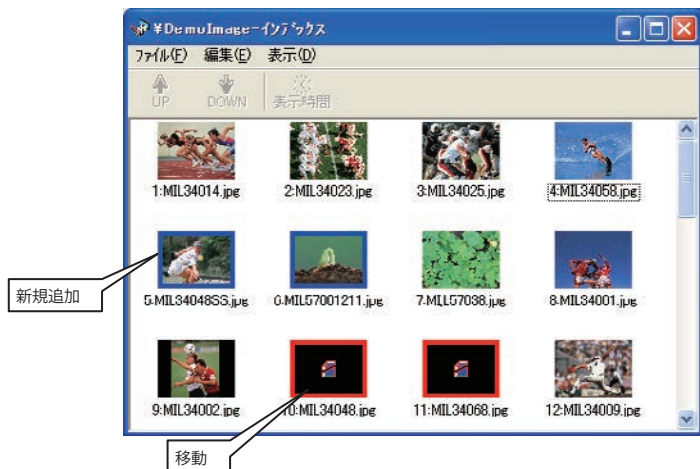 ¥DemoImage-インデックス
ファイル(F) 編集(E) 表示(D)
UP DOWN 表示時間
1:MIL34014.jpg 2:MIL34023.jpg 3:MIL34025.jpg 4:MIL34058.jpg
新規追加
5:MIL34048SS.jpg 6:MIL57001211.jpg 7:MIL57038.jpg 8:MIL34001.jpg
9:MIL34002.jpg 10:MIL34048.jpg 11:MIL34068.jpg 12:MIL34009.jpg
移動